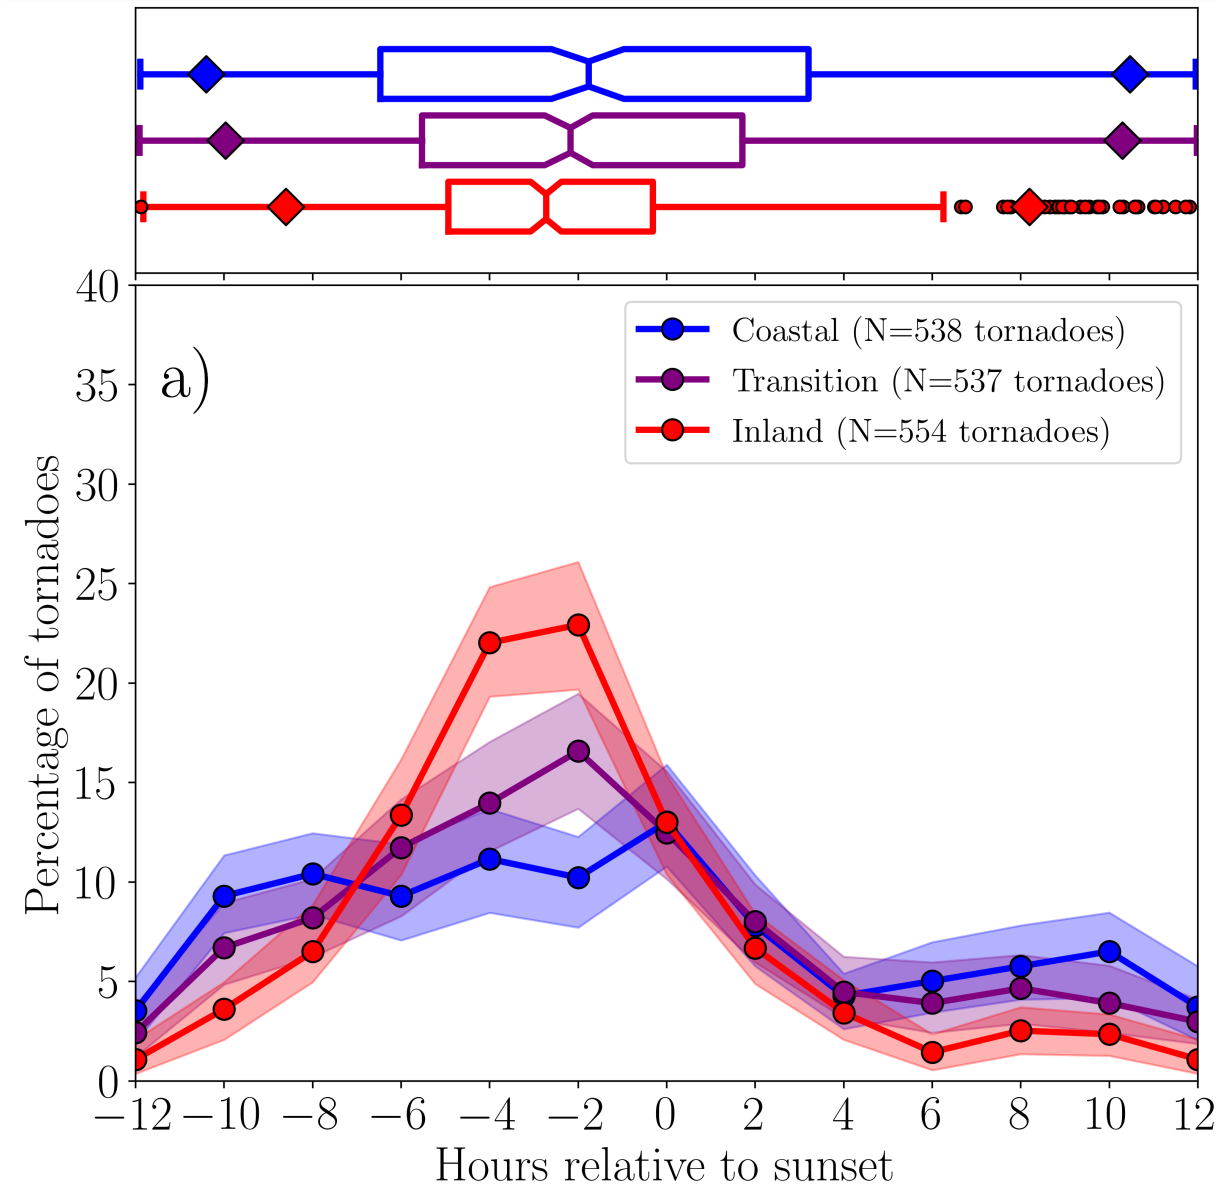 40
35
30
25
20
15
10
5
0
Percentage of tornadoes
a)
Coastal (N=538 tornadoes)
Transition (N=537 tornadoes)
Inland (N=554 tornadoes)
−12 −10 −8 −6 −4 −2 0 2 4 6 8 10 12
Hours relative to sunset